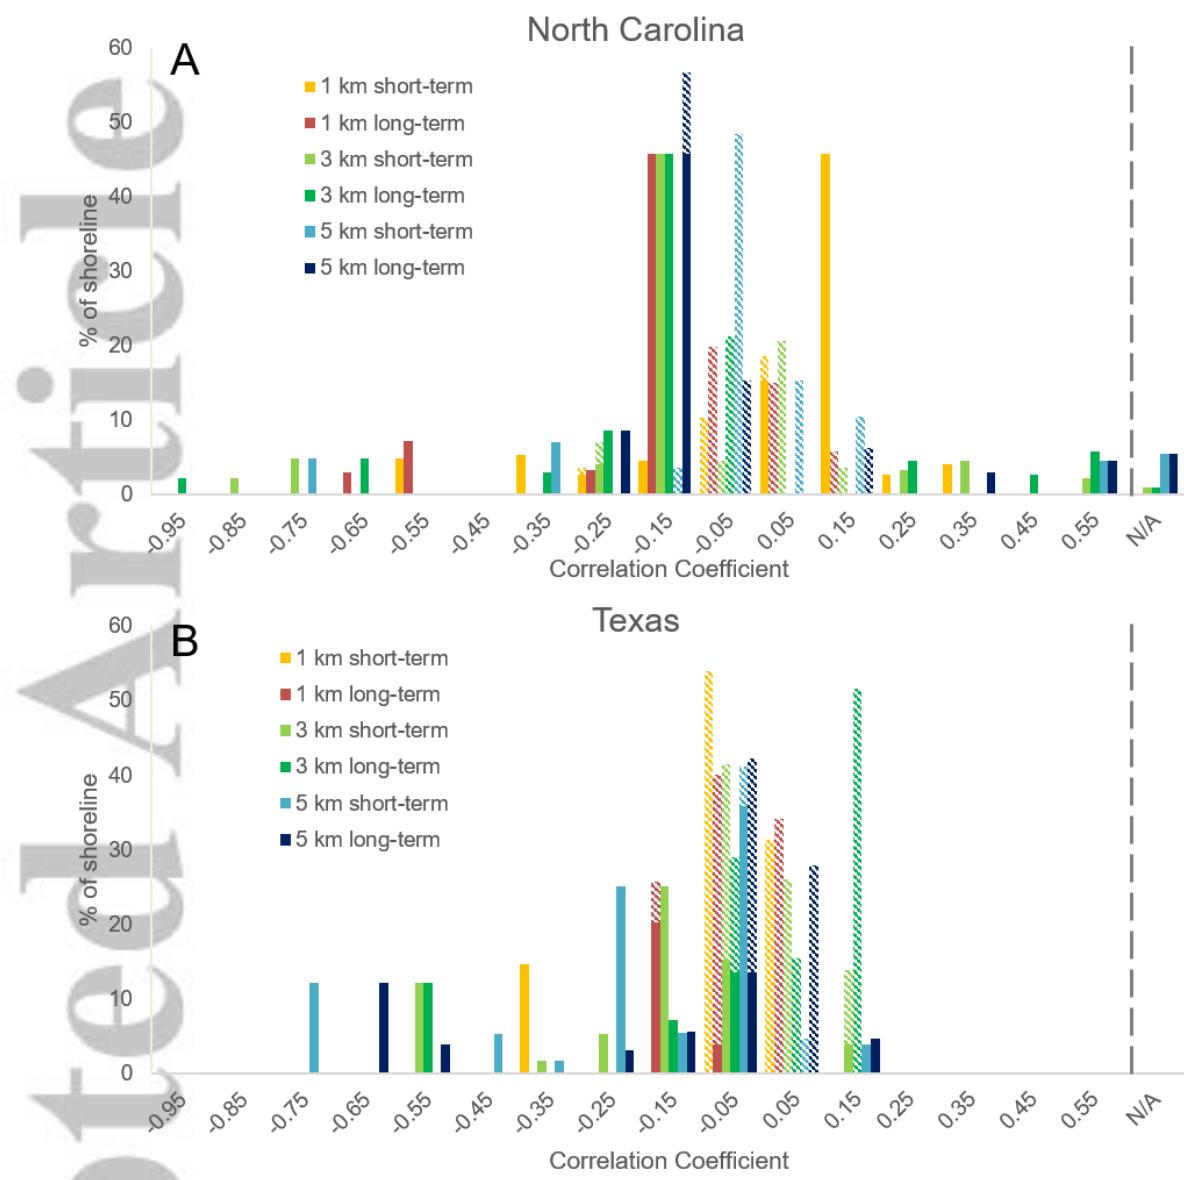 North Carolina
A
60
50
40
30
20
10
0
% of shoreline
1 km short-term
1 km long-term
3 km short-term
3 km long-term
5 km short-term
5 km long-term
-0.95 -0.85 -0.75 -0.65 -0.55 -0.45 -0.35 -0.25 -0.15 -0.05 0.05 0.15 0.25 0.35 0.45 0.55 N/A
Correlation Coefficient
Texas
B
60
50
40
30
20
10
0
% of shoreline
1 km short-term
1 km long-term
3 km short-term
3 km long-term
5 km short-term
5 km long-term
-0.95 -0.85 -0.75 -0.65 -0.55 -0.45 -0.35 -0.25 -0.15 -0.05 0.05 0.15 0.25 0.35 0.45 0.55 N/A
Correlation Coefficient
pted Article